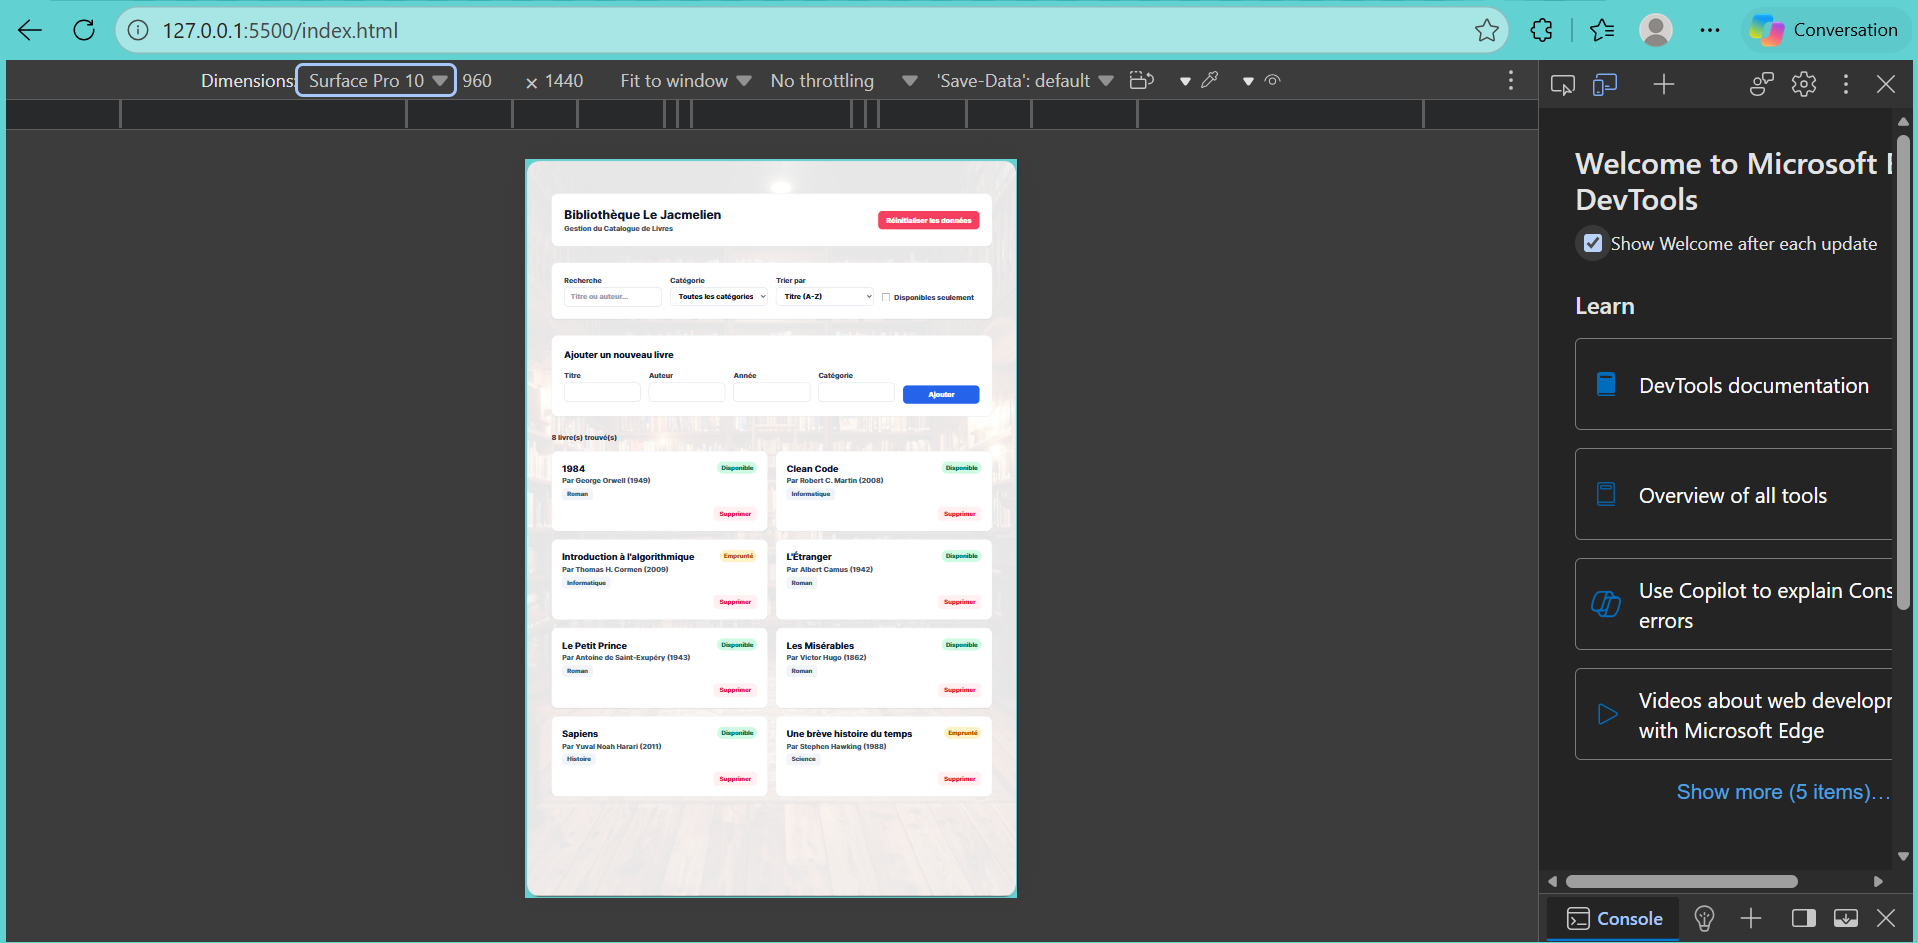 127.0.0.1:5500/index.html
Conversation
Dimensions: Surface Pro 10 960 × 1440 Fit to window No throttling 'Save-Data': default
Bibliothèque Le Jacmelien
Gestion du Catalogue de Livres
Réinitialiser les données
Recherche Catégorie Trier par
Titre ou auteur... Toutes les catégories Titre (A-Z) Disponibles seulement
Ajouter un nouveau livre
Titre Auteur Année Catégorie
Ajouter
8 livre(s) trouvé(s)
1984 Disponible
Par George Orwell (1949)
Roman
Supprimer
Clean Code Disponible
Par Robert C. Martin (2008)
Informatique
Supprimer
Introduction à l'algorithmique Emprunté
Par Thomas H. Cormen (2009)
Informatique
Supprimer
L'Étranger Disponible
Par Albert Camus (1942)
Roman
Supprimer
Le Petit Prince Disponible
Par Antoine de Saint-Exupéry (1943)
Roman
Supprimer
Les Misérables Disponible
Par Victor Hugo (1862)
Roman
Supprimer
Sapiens Disponible
Par Yuval Noah Harari (2011)
Histoire
Supprimer
Une brève histoire du temps Emprunté
Par Stephen Hawking (1988)
Science
Supprimer
Welcome to Microsoft
DevTools
Show Welcome after each update
Learn
DevTools documentation
Overview of all tools
Use Copilot to explain Cons
errors
Videos about web developm
with Microsoft Edge
Show more (5 items)...
Console